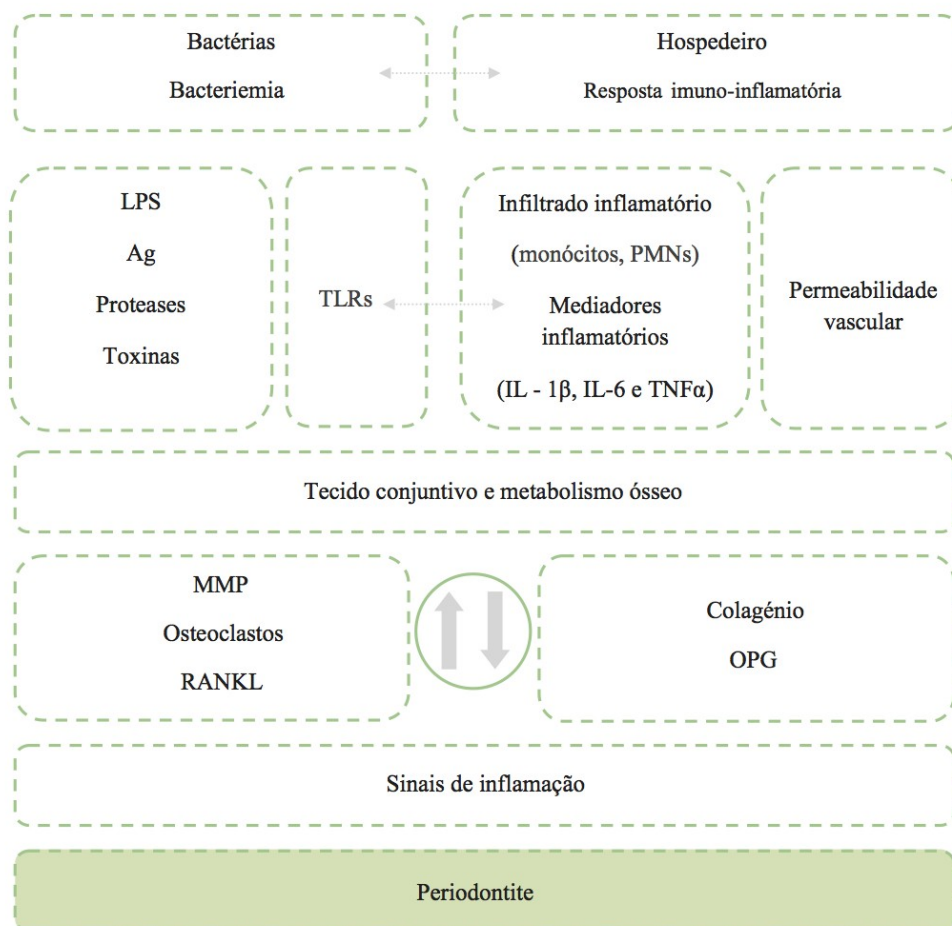 Bactérias
Bacteriemia
Hospedeiro
Resposta imuno-inflamatória
LPS
Ag
Proteases
Toxinas
TLRs
Infiltrado inflamatório
(monócitos, PMNs)
Mediadores
inflamatórios
(IL - 1β, IL-6 e TNFα)
Permeabilidade
vascular
Tecido conjuntivo e metabolismo ósseo
MMP
Osteoclastos
RANKL
Colagénio
OPG
Sinais de inflamação
Periodontite